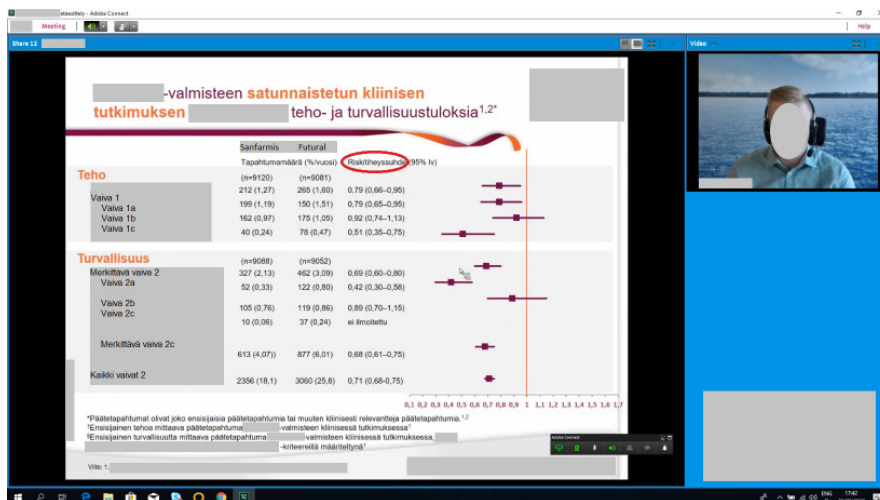 etäesittely - Adobe Connect
Meeting
Help
Share 12
Video
-valmisteen satunnaistetun kliinisen
tutkimuksen teho- ja turvallisuustuloksia1,2*
Sanfarmis Futural
Tapahtumamäärä (%/vuosi) Riskitiheyssuhde (95% lv)
Teho (n=9120) (n=9081)
Vaiva 1 212 (1,27) 265 (1,60) 0,79 (0,66–0,95)
Vaiva 1a 199 (1,19) 150 (1,51) 0,79 (0,65–0,95)
Vaiva 1b 162 (0,97) 175 (1,05) 0,92 (0,74–1,13)
Vaiva 1c 40 (0,24) 78 (0,47) 0,51 (0,35–0,75)
Turvallisuus (n=9088) (n=9052)
Merkittävä vaiva 2 327 (2,13) 462 (3,09) 0,69 (0,60–0,80)
Vaiva 2a 52 (0,33) 122 (0,80) 0,42 (0,30–0,58)
Vaiva 2b 105 (0,76) 119 (0,86) 0,89 (0,70–1,15)
Vaiva 2c 10 (0,06) 37 (0,24) ei ilmoitettu
Merkittävä vaiva 2c 613 (4,07)) 877 (6,01) 0,68 (0,61–0,75)
Kaikki vaivat 2 2356 (18,1) 3060 (25,8) 0,71 (0,68-0,75)
0,1 0,2 0,3 0,4 0,5 0,6 0,7 0,8 0,9 1 1,1 1,2 1,3 1,4 1,5 1,6 1,7
*Päätetapahtumat olivat joko ensisijaisia päätetapahtumia tai muuten kliinisesti relevantteja päätetapahtumia.1,2
†Ensisijainen tehoa mittaava päätetapahtuma -valmisteen kliinisessä tutkimuksessa1
Ensisijainen turvallisuutta mittaava päätetapahtuma -valmisteen kliinisessä tutkimuksessa,
-kriteereillä määriteltynä1
Viite: 1.
Adobe Connect
ENG 17:42